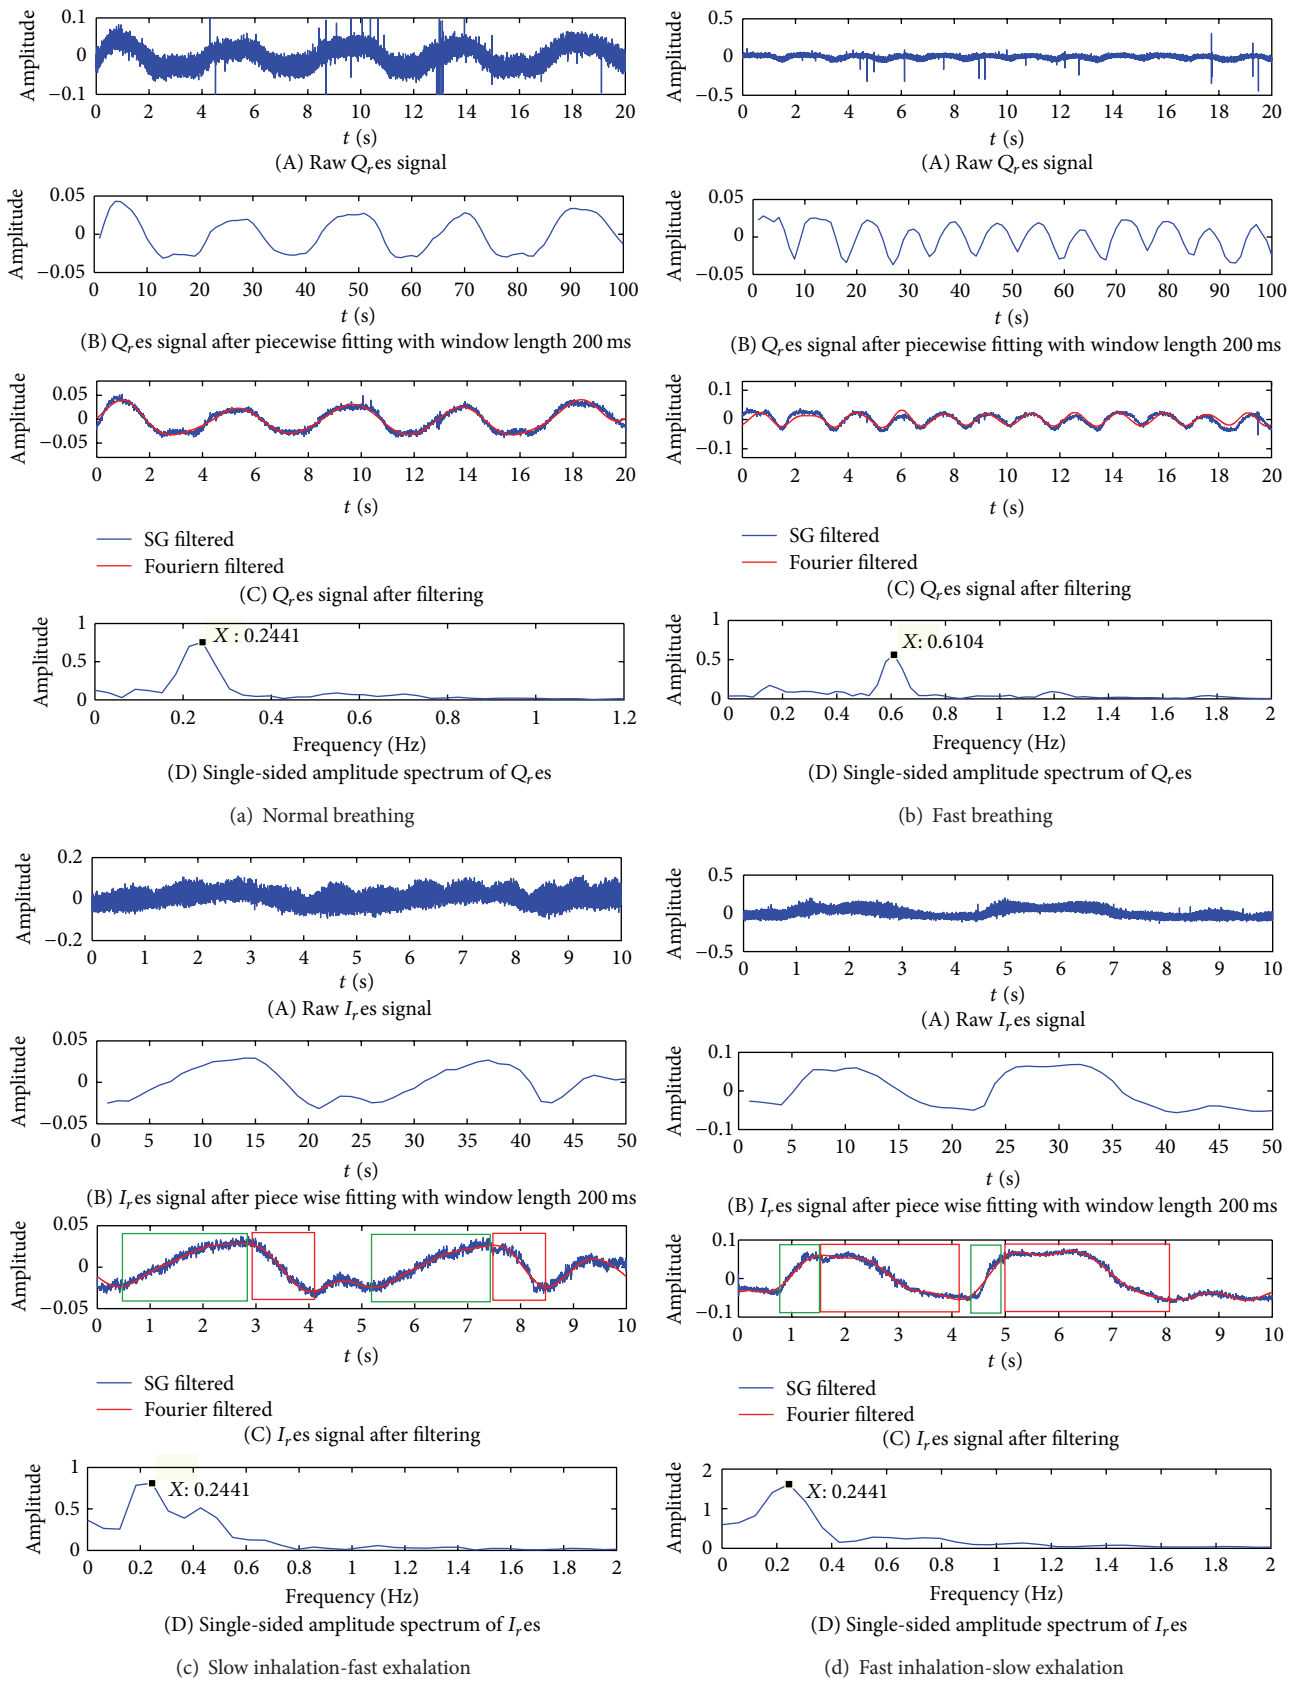 Amplitude
0.1
0
−0.1
0 2 4 6 8 10 12 14 16 18 20
t (s)
(A) Raw Qres signal
Amplitude
0.05
0
−0.05
0 10 20 30 40 50 60 70 80 90 100
t (s)
(B) Qres signal after piecewise fitting with window length 200 ms
Amplitude
0.05
0
−0.05
0 2 4 6 8 10 12 14 16 18 20
t (s)
SG filtered
Fouriern filtered
(C) Qres signal after filtering
Amplitude
1
0.5
0
X : 0.2441
0 0.2 0.4 0.6 0.8 1 1.2
Frequency (Hz)
(D) Single-sided amplitude spectrum of Qres
(a) Normal breathing
Amplitude
0.5
0
−0.5
0 2 4 6 8 10 12 14 16 18 20
t (s)
(A) Raw Qres signal
Amplitude
0.05
0
−0.05
0 10 20 30 40 50 60 70 80 90 100
t (s)
(B) Qres signal after piecewise fitting with window length 200 ms
Amplitude
0.1
0
−0.1
0 2 4 6 8 10 12 14 16 18 20
t (s)
SG filtered
Fourier filtered
(C) Qres signal after filtering
Amplitude
1
0.5
0
X: 0.6104
0 0.2 0.4 0.6 0.8 1 1.2 1.4 1.6 1.8 2
Frequency (Hz)
(D) Single-sided amplitude spectrum of Qres
(b) Fast breathing
Amplitude
0.2
0
−0.2
0 1 2 3 4 5 6 7 8 9 10
t (s)
(A) Raw Ires signal
Amplitude
0.05
0
−0.05
0 5 10 15 20 25 30 35 40 45 50
t (s)
(B) Ires signal after piece wise fitting with window length 200 ms
Amplitude
0.05
0
−0.05
0 1 2 3 4 5 6 7 8 9 10
t (s)
SG filtered
Fourier filtered
(C) Ires signal after filtering
Amplitude
1
0.5
0
X: 0.2441
0 0.2 0.4 0.6 0.8 1 1.2 1.4 1.6 1.8 2
Frequency (Hz)
(D) Single-sided amplitude spectrum of Ires
(c) Slow inhalation-fast exhalation
Amplitude
0.5
0
−0.5
0 1 2 3 4 5 6 7 8 9 10
t (s)
(A) Raw Ires signal
Amplitude
0.1
0
−0.1
0 5 10 15 20 25 30 35 40 45 50
t (s)
(B) Ires signal after piece wise fitting with window length 200 ms
Amplitude
0.1
0
−0.1
0 1 2 3 4 5 6 7 8 9 10
t (s)
SG filtered
Fourier filtered
(C) Ires signal after filtering
Amplitude
2
1
0
X: 0.2441
0 0.2 0.4 0.6 0.8 1 1.2 1.4 1.6 1.8 2
Frequency (Hz)
(D) Single-sided amplitude spectrum of Ires
(d) Fast inhalation-slow exhalation